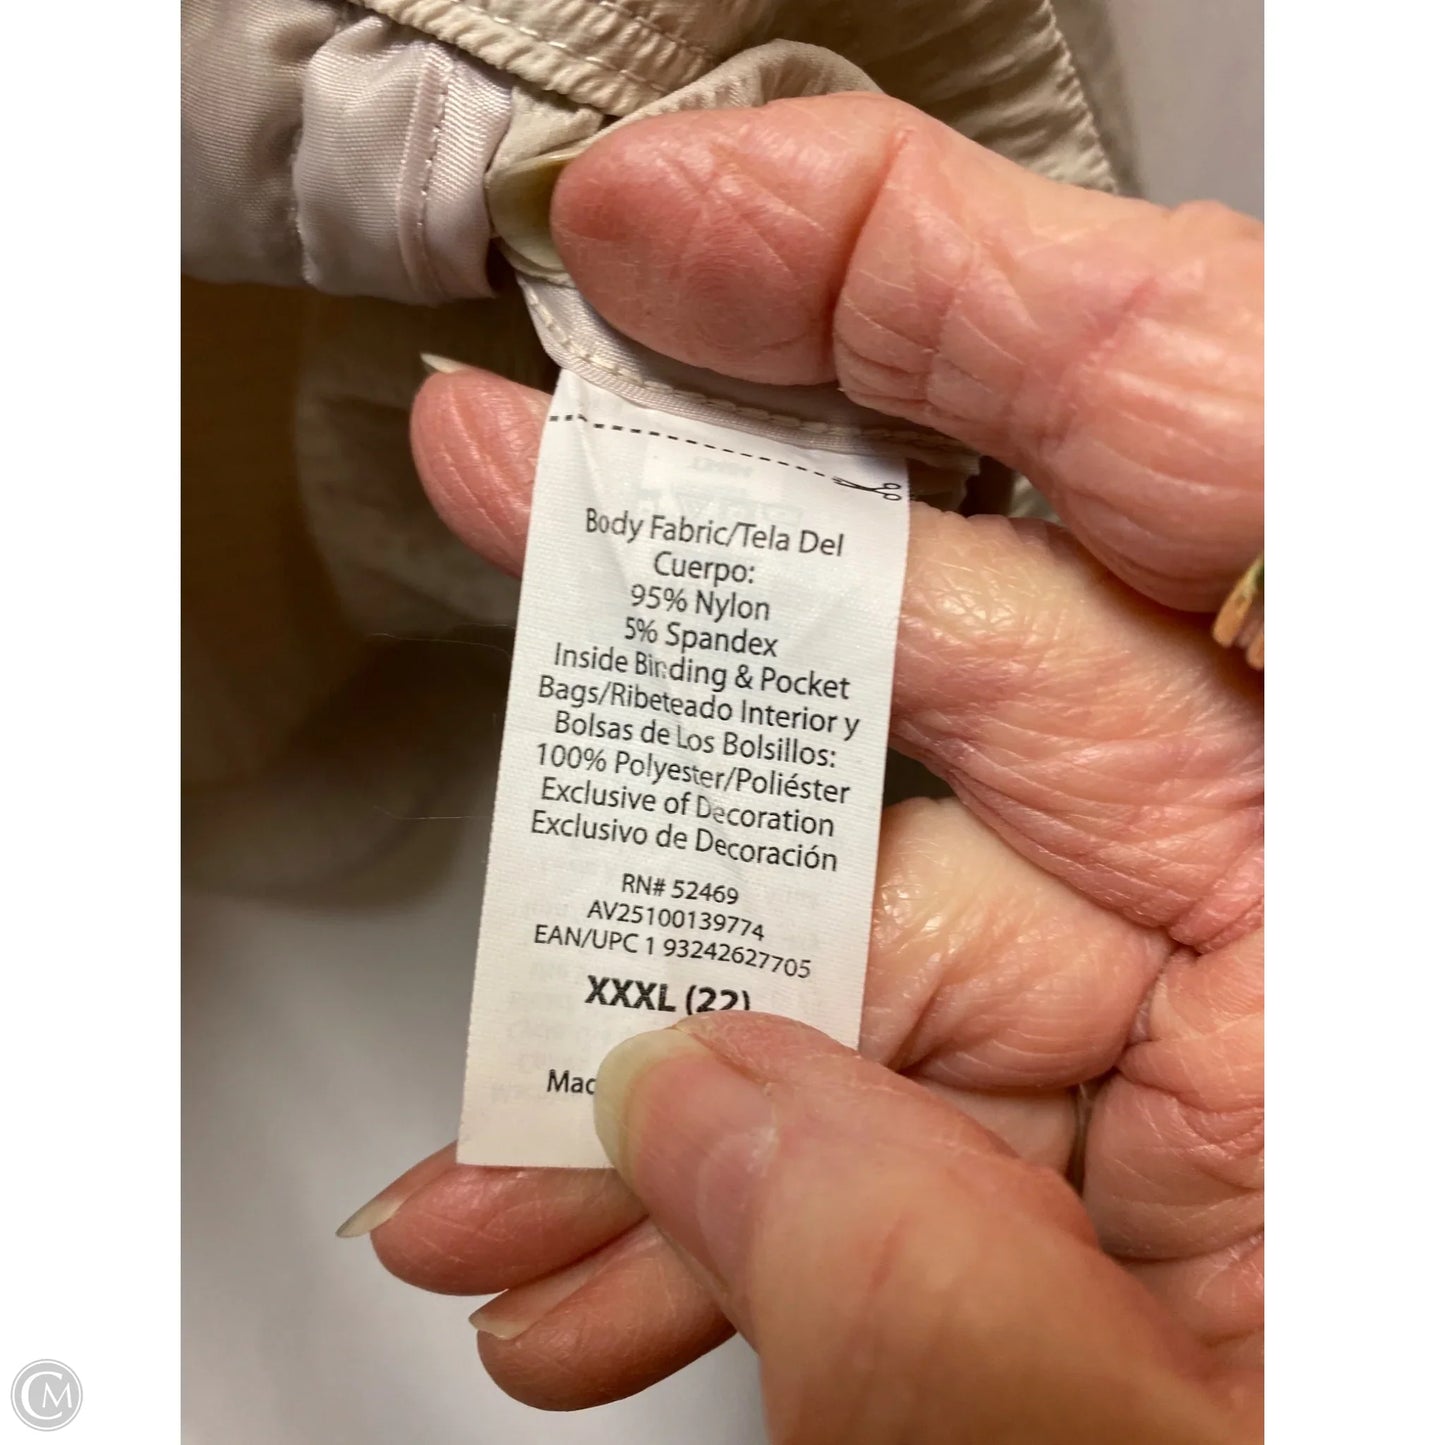 Body Fabric/Tela Del
Cuerpo:
95% Nylon
5% Spandex
Inside Binding & Pocket
Bags/Ribeteado Interior y
Bolsas de Los Bolsillos:
100% Polyester/Poliéster
Exclusive of Decoration
Exclusivo de Decoración
RN# 52469
AV25100139774
EAN/UPC 1 93242627705
XXXL (22)
CM